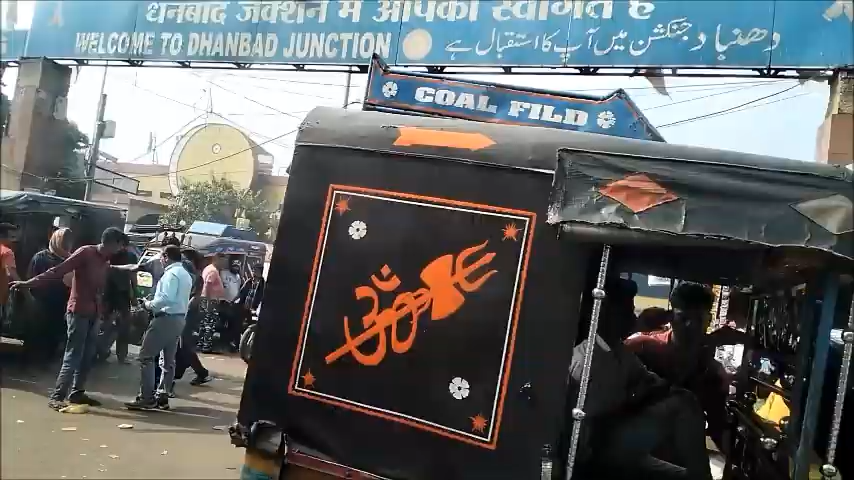 धनबाद जंक्शन में आपका स्वागत है
WELCOME TO DHANBAD JUNCTION
دھنباد جنکشن میں آپ کا استقبال ہے
COAL FILD
ॐ